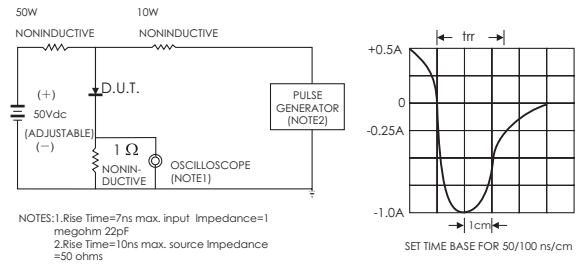 50W
NONINDUCTIVE
10W
NONINDUCTIVE
D.U.T.
(+)
50Vdc
(ADJUSTABLE)
(−)
1 Ω
NONIN-
DUCTIVE
OSCILLOSCOPE
(NOTE1)
PULSE
GENERATOR
(NOTE2)
NOTES:1.Rise Time=7ns max. input Impedance=1
megohm 22pF
2.Rise Time=10ns max. source Impedance
=50 ohms
trr
+0.5A
0
-0.25A
-1.0A
1cm
SET TIME BASE FOR 50/100 ns/cm